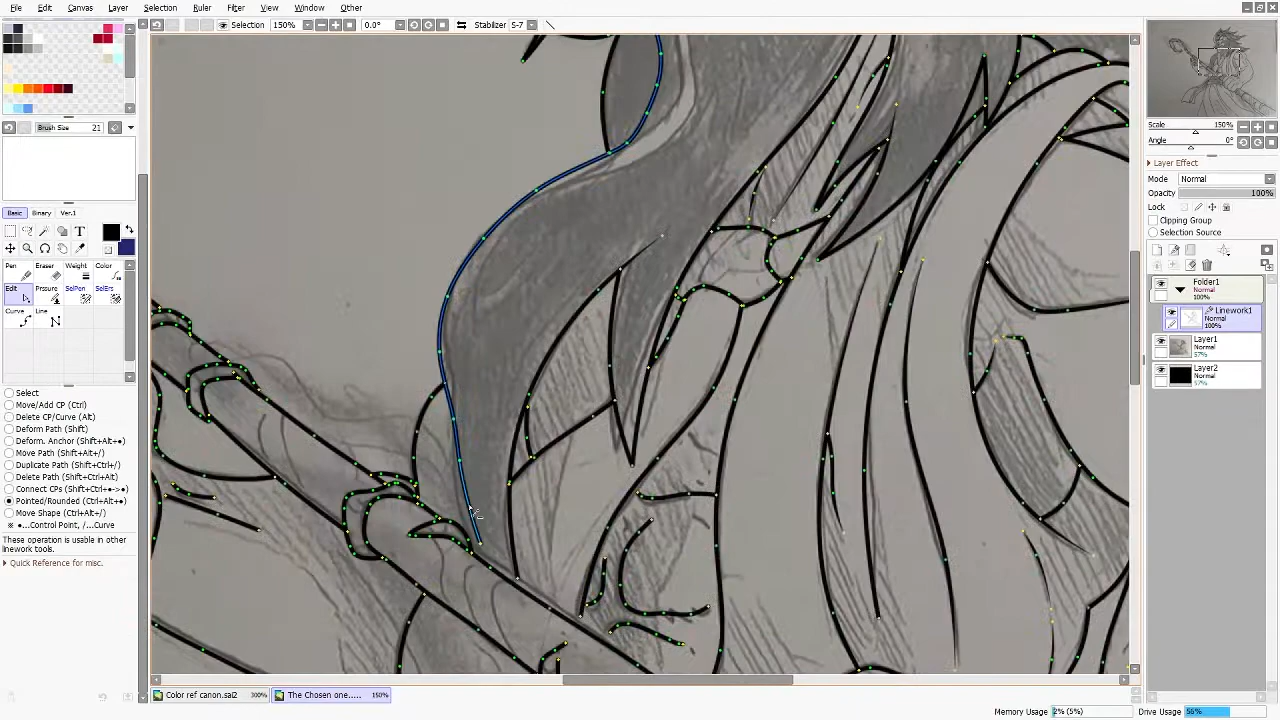 File Edit Canvas Layer Selection Ruler Filter View Window Other
Selection 150% 0.0° Stabilizer S-7
Brush Size 21
Basic Binary Ver.1
Pen Eraser Weight Color
Edit Prssure SelPen SelErs
Curve Line
Select
Move/Add CP (Ctrl)
Delete CP/Curve (Alt)
Deform Path (Shift)
Deform. Anchor (Shift+Alt+●)
Move Path (Shift+Alt+/)
Duplicate Path (Shift+Ctrl+/)
Delete Path (Shift+Ctrl+Alt)
Connect CPs (Shift+Ctrl+●->●)
Pointed/Rounded (Ctrl+Alt+●)
Move Shape (Ctrl+Alt+/)
※ ●...Control Point, /...Curve
These operation is usable in other
linework tools.
Quick Reference for misc.
Scale 150%
Angle 0°
Layer Effect
Mode Normal
Opacity 100%
Lock
Clipping Group
Selection Source
Folder1
Normal
100%
Linework1
Normal
100%
Layer1
Normal
57%
Layer2
Normal
57%
Color ref canon.sai2 300% The Chosen one..... 150%
Memory Usage 2% (5%) Drive Usage 56%